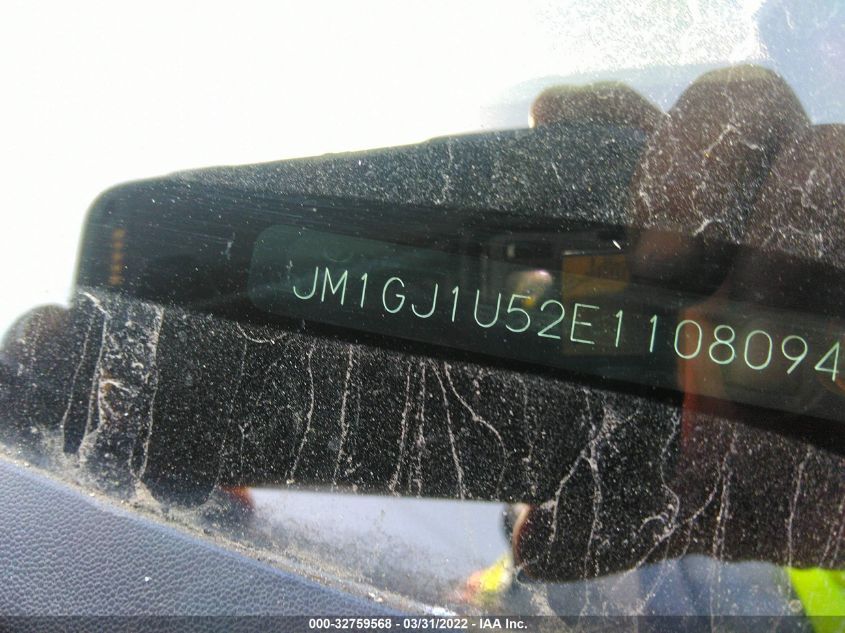 JM1GJ1U52E1108094
000-32759568 - 03/31/2022 - IAA Inc.